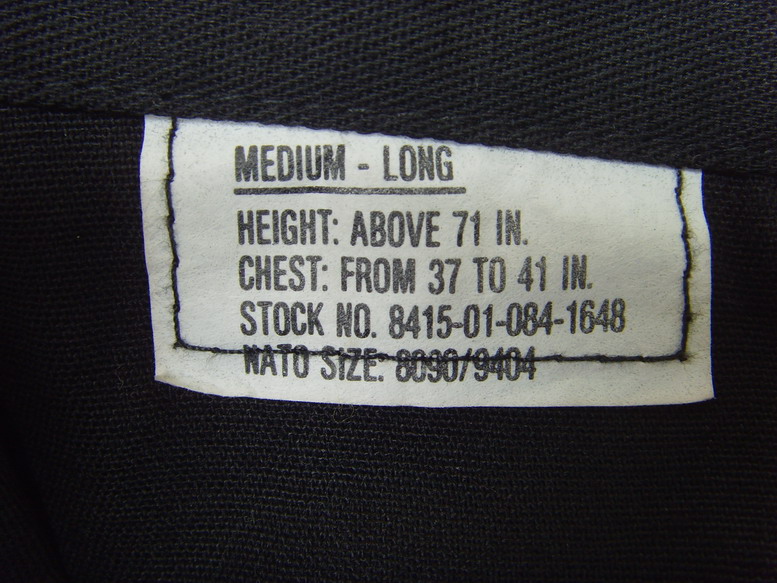 MEDIUM - LONG
HEIGHT: ABOVE 71 IN.
CHEST: FROM 37 TO 41 IN.
STOCK NO. 8415-01-084-1648
NATO SIZE: 8090/9404